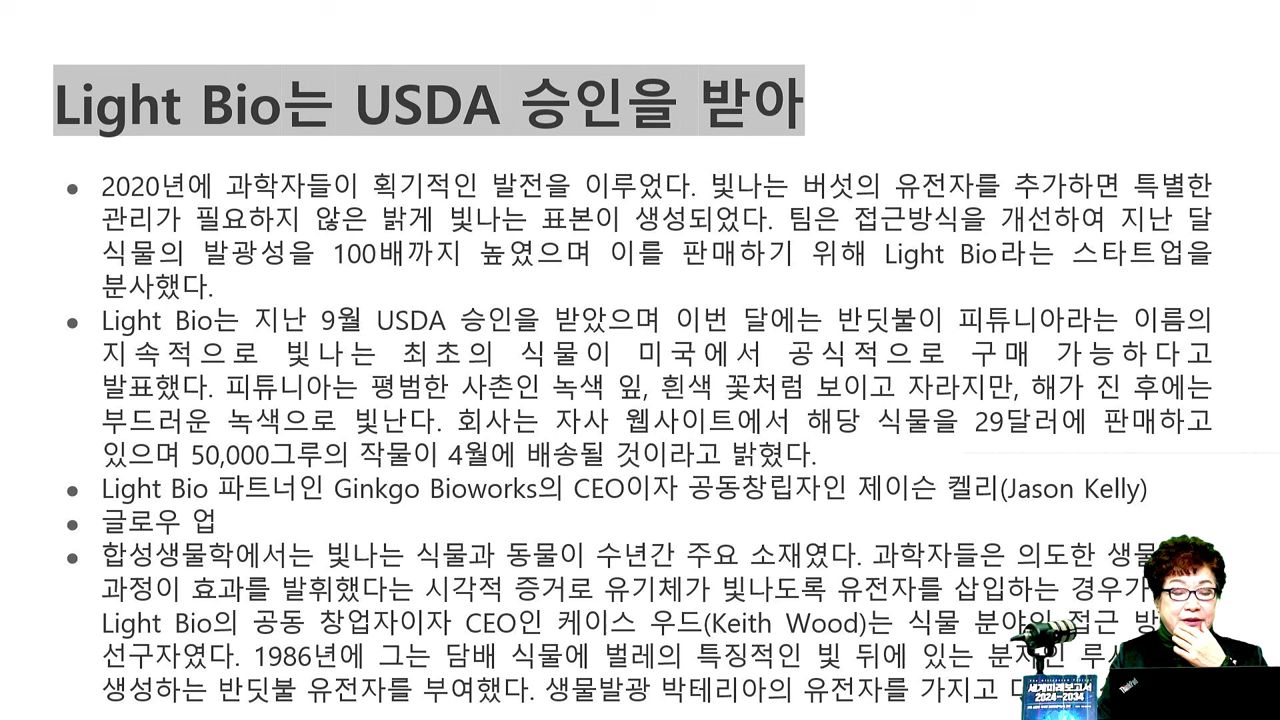 Light Bio는 USDA 승인을 받아
● 2020년에 과학자들이 획기적인 발전을 이루었다. 빛나는 버섯의 유전자를 추가하면 특별한
관리가 필요하지 않은 밝게 빛나는 표본이 생성되었다. 팀은 접근방식을 개선하여 지난 달
식물의 발광성을 100배까지 높였으며 이를 판매하기 위해 Light Bio라는 스타트업을
분사했다.
● Light Bio는 지난 9월 USDA 승인을 받았으며 이번 달에는 반딧불이 피튜니아라는 이름의
지속적으로 빛나는 최초의 식물이 미국에서 공식적으로 구매 가능하다고
발표했다. 피튜니아는 평범한 사촌인 녹색 잎, 흰색 꽃처럼 보이고 자라지만, 해가 진 후에는
부드러운 녹색으로 빛난다. 회사는 자사 웹사이트에서 해당 식물을 29달러에 판매하고
있으며 50,000그루의 작물이 4월에 배송될 것이라고 밝혔다.
● Light Bio 파트너인 Ginkgo Bioworks의 CEO이자 공동창립자인 제이슨 켈리(Jason Kelly)
● 글로우 업
● 합성생물학에서는 빛나는 식물과 동물이 수년간 주요 소재였다. 과학자들은 의도한 생물
과정이 효과를 발휘했다는 시각적 증거로 유기체가 빛나도록 유전자를 삽입하는 경우가
Light Bio의 공동 창업자이자 CEO인 케이스 우드(Keith Wood)는 식물 분야의 접근
선구자였다. 1986년에 그는 담배 식물에 벌레의 특징적인 빛 뒤에 있는 분자인
생성하는 반딧불 유전자를 부여했다. 생물발광 박테리아의 유전자를 가지고
ThinkPad
세계미래보고서
2024-2034